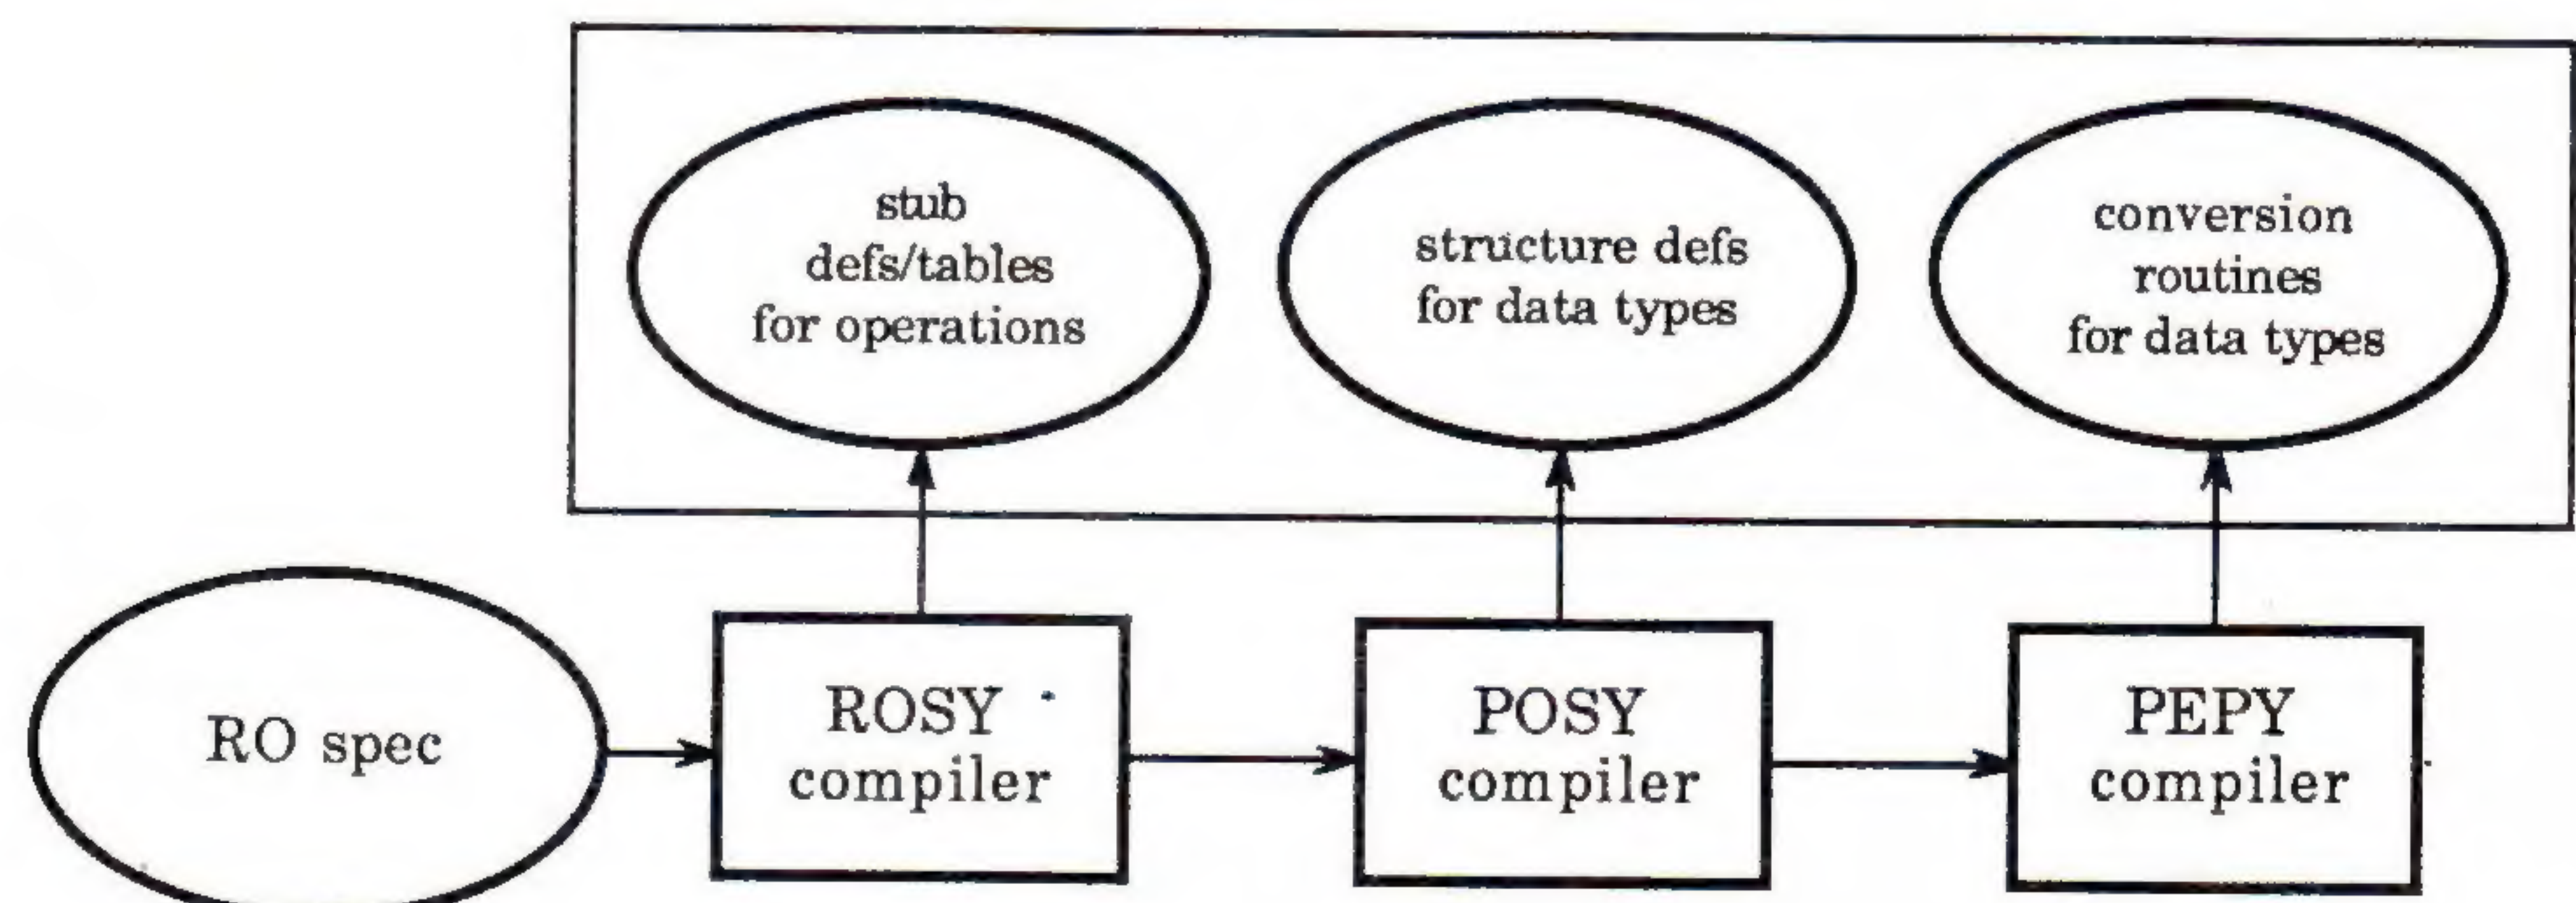 stub
defs/tables
for operations
structure defs
for data types
conversion
routines
for data types
RO spec
ROSY
compiler
POSY
compiler
PEPY
compiler